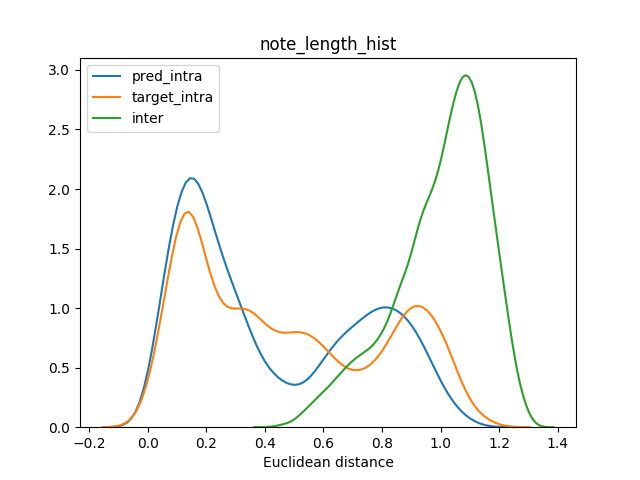 note_length_hist
pred_intra
target_intra
inter
3.0
2.5
2.0
1.5
1.0
0.5
0.0
−0.2 0.0 0.2 0.4 0.6 0.8 1.0 1.2 1.4
Euclidean distance